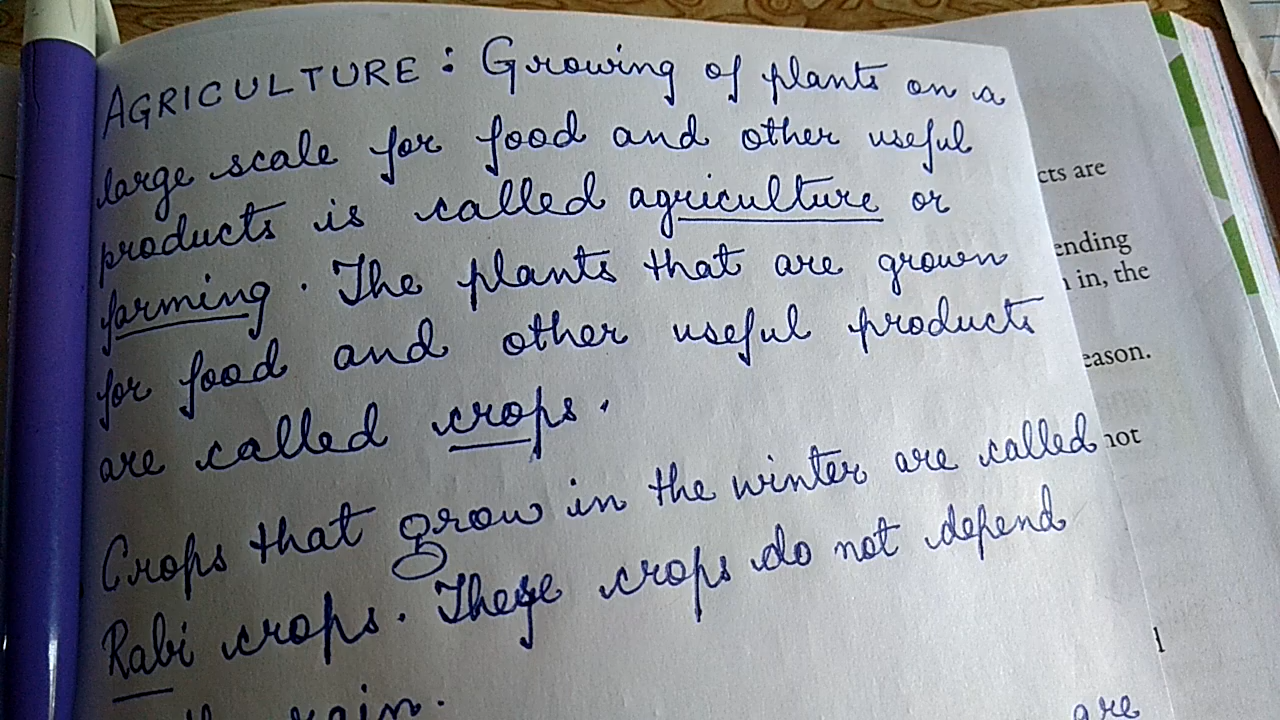 AGRICULTURE : Growing of plants on a
large scale for food and other useful
products is called agriculture or
farming. The plants that are grown
for food and other useful products
are called crops.
Crops that grow in the winter are called
Rabi crops. These crops do not depend
rain.
are
cts are
ending
in, the
eason.
not